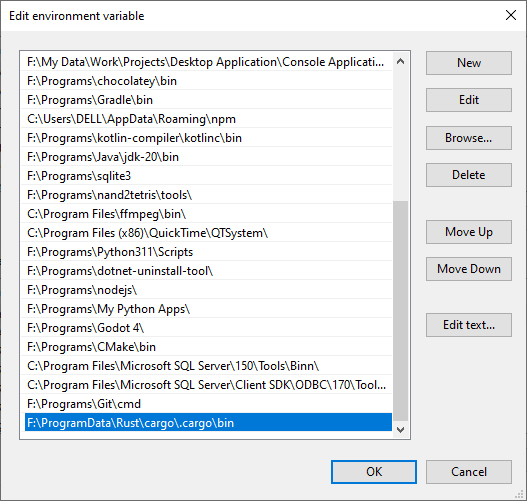 Edit environment variable
F:\My Data\Work\Projects\Desktop Application\Console Applicati...
F:\Programs\chocolatey\bin
F:\Programs\Gradle\bin
C:\Users\DELL\AppData\Roaming\npm
F:\Programs\kotlin-compiler\kotlinc\bin
F:\Programs\Java\jdk-20\bin
F:\Programs\sqlite3
F:\Programs\nand2tetris\tools\
C:\Program Files\ffmpeg\bin\
C:\Program Files (x86)\QuickTime\QTSystem\
F:\Programs\Python311\Scripts
F:\Programs\dotnet-uninstall-tool\
F:\Programs\nodejs\
F:\Programs\My Python Apps\
F:\Programs\Godot 4\
F:\Programs\CMake\bin
C:\Program Files\Microsoft SQL Server\150\Tools\Binn\
C:\Program Files\Microsoft SQL Server\Client SDK\ODBC\170\Tool...
F:\Programs\Git\cmd
F:\ProgramData\Rust\cargo\.cargo\bin
New
Edit
Browse...
Delete
Move Up
Move Down
Edit text...
OK
Cancel